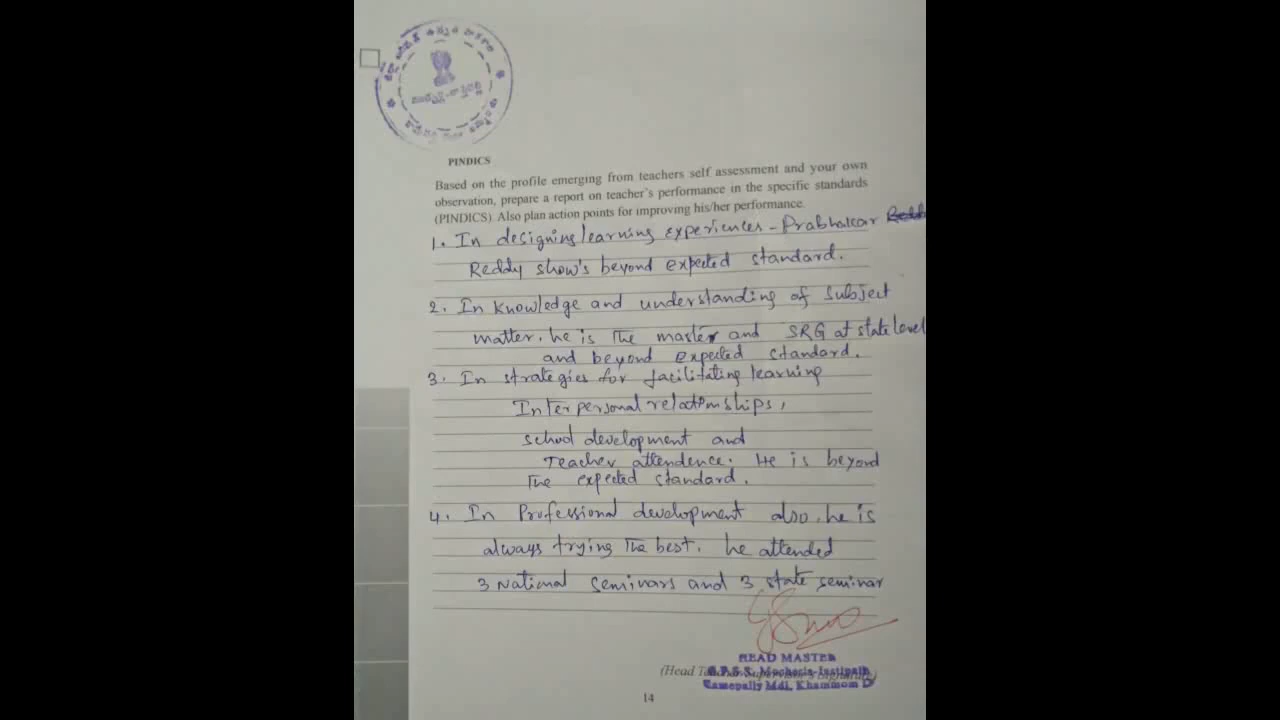 PINDICS
Based on the profile emerging from teachers self assessment and your own
observation, prepare a report on teacher's performance in the specific standards
(PINDICS). Also plan action points for improving his/her performance.
1. In designing learning experiences - Prabhakar
Reddy show's beyond expected standard.
2. In knowledge and understanding of subject
matter. he is the master and SRG at state level
and beyond expected standard.
3. In strategies for facilitating learning
Interpersonal relationships,
school development and
Teacher attendence. He is beyond
The expected standard.
4. In Professional development also, he is
always trying the best. he attended
3 National seminars and 3 state seminar
HEAD MASTER
(Head
Khammom
14